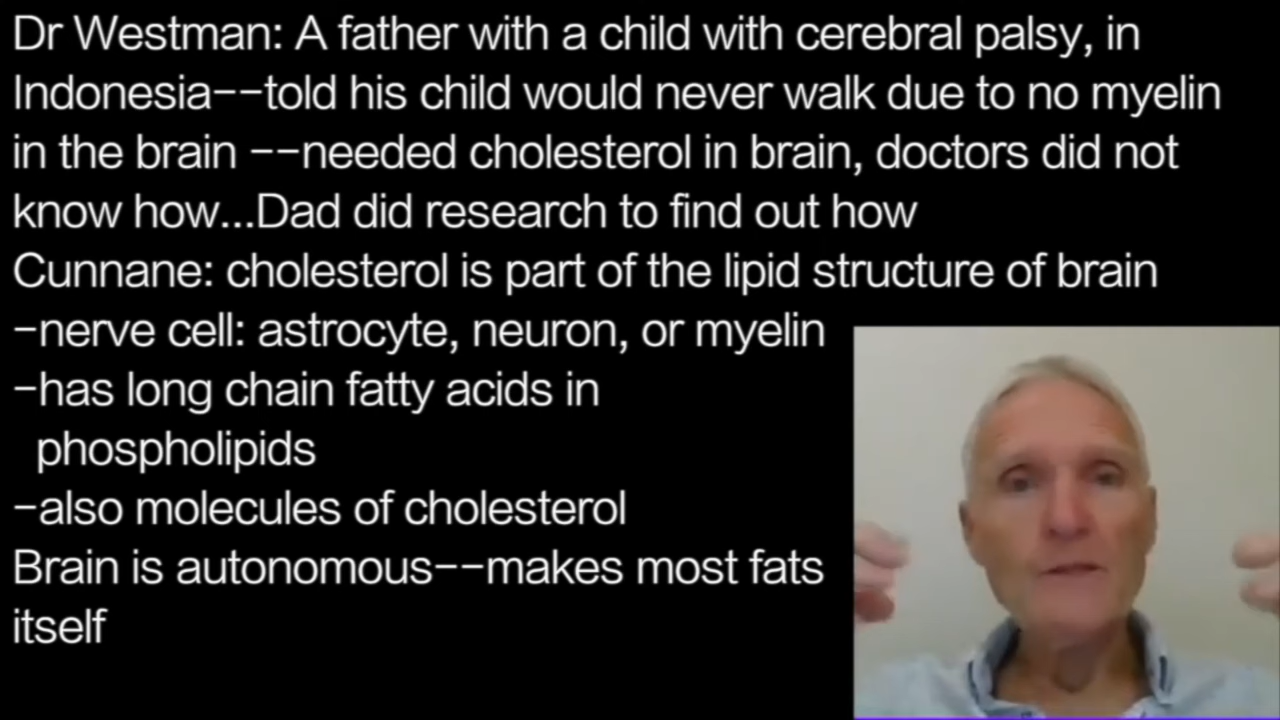 Dr Westman: A father with a child with cerebral palsy, in
Indonesia--told his child would never walk due to no myelin
in the brain --needed cholesterol in brain, doctors did not
know how...Dad did research to find out how
Cunnane: cholesterol is part of the lipid structure of brain
-nerve cell: astrocyte, neuron, or myelin
-has long chain fatty acids in
phospholipids
-also molecules of cholesterol
Brain is autonomous--makes most fats
itself